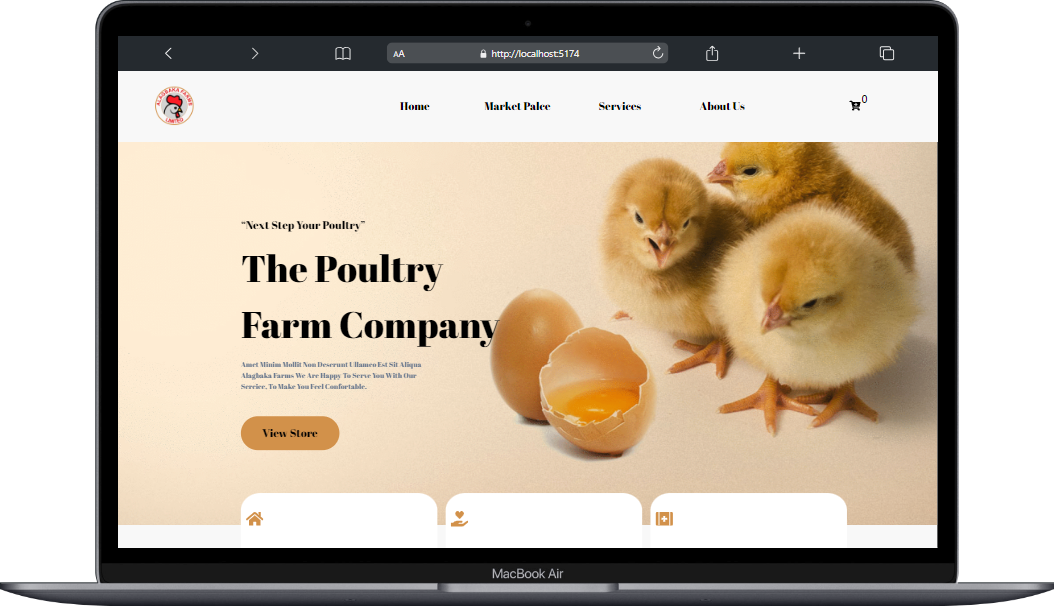 AA http://localhost:5174
ALAGBAKA FARMS
LIMITED
Home Market Palce Services About Us 0
“Next Step Your Poultry”
The Poultry
Farm Company
Amet Minim Mollit Non Deserunt Ullamco Est Sit Aliqua
Alagbaka Farms We Are Happy To Serve You With Our
Service, To Make You Feel Confortable.
View Store
MacBook Air